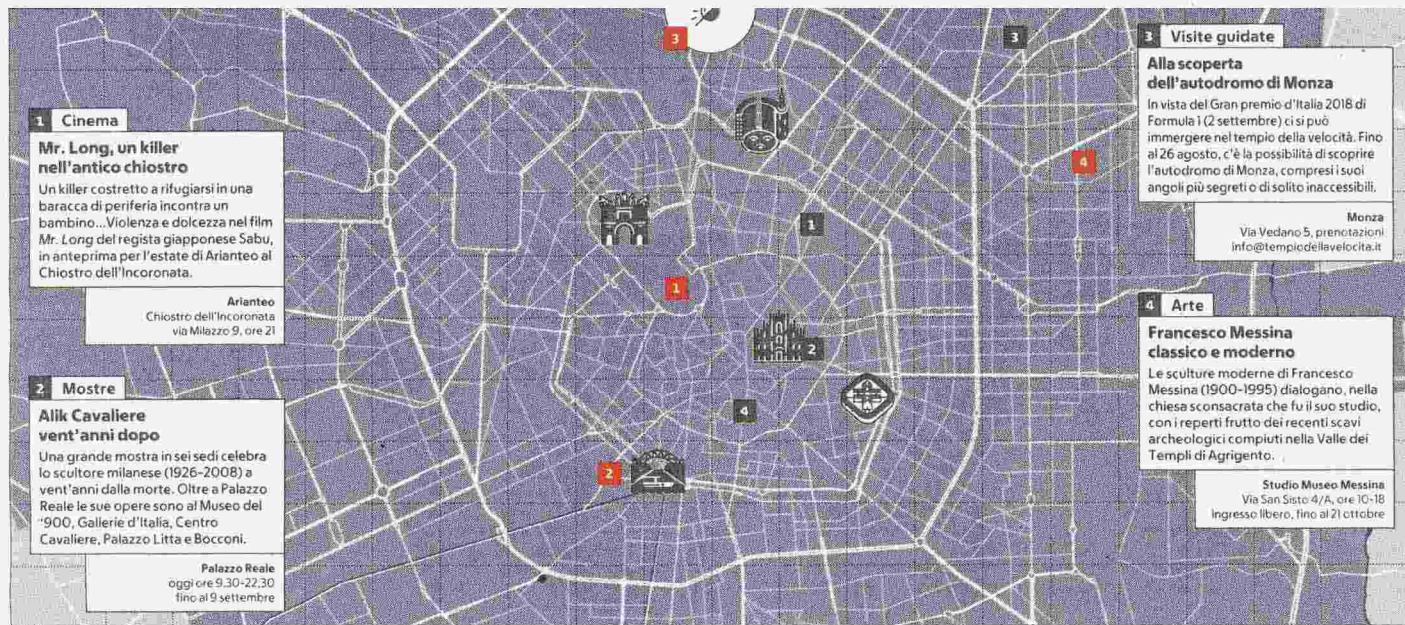 1 Cinema
Mr. Long, un killer
nell'antico chiostro
Un killer costretto a rifugiarsi in una
baracca di periferia incontra un
bambino...Violenza e dolcezza nel film
Mr. Long del regista giapponese Sabu,
in anteprima per l'estate di Arianteo al
Chiostro dell'Incoronata.
Arianteo
Chiostro dell'Incoronata
via Milazzo 9, ore 21
2 Mostre
Alik Cavaliere
vent'anni dopo
Una grande mostra in sei sedi celebra
lo scultore milanese (1926-2008) a
vent'anni dalla morte. Oltre a Palazzo
Reale le sue opere sono al Museo del
'900, Gallerie d'Italia, Centro
Cavaliere, Palazzo Litta e Bocconi.
Palazzo Reale
oggi ore 9.30-22.30
fino al 9 settembre
3
3
4
1
1
2
4
2
3 Visite guidate
Alla scoperta
dell'autodromo di Monza
In vista del Gran premio d'Italia 2018 di
Formula 1 (2 settembre) ci si può
immergere nel tempio della velocità. Fino
al 26 agosto, c'è la possibilità di scoprire
l'autodromo di Monza, compresi i suoi
angoli più segreti o di solito inaccessibili.
Monza
Via Vedano 5, prenotazioni
info@tempiodellavelocita.it
4 Arte
Francesco Messina
classico e moderno
Le sculture moderne di Francesco
Messina (1900-1995) dialogano, nella
chiesa sconsacrata che fu il suo studio,
con i reperti frutto dei recenti scavi
archeologici compiuti nella Valle dei
Templi di Agrigento.
Studio Museo Messina
Via San Sisto 4/A, ore 10-18
ingresso libero, fino al 21 ottobre